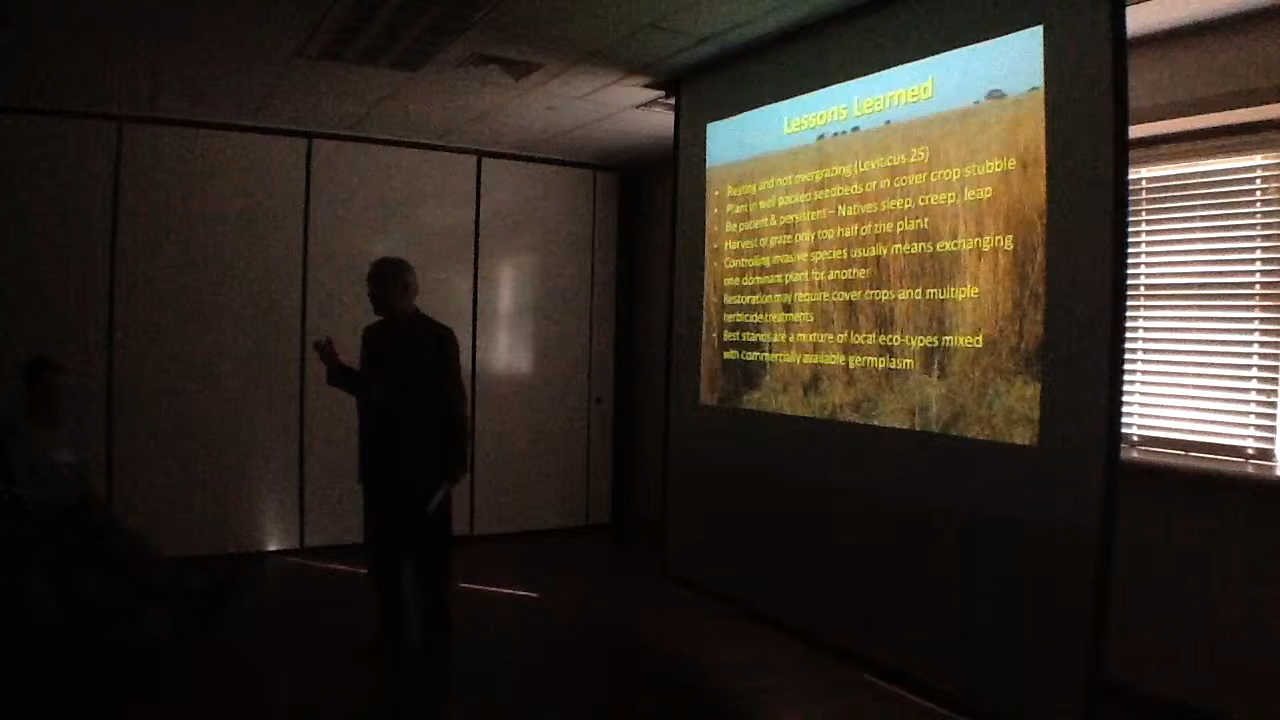 Lessons Learned
• Resting and not overgrazing (Leviticus 25)
• Plant in well packed seedbeds or in cover crop stubble
• Be patient & persistent – Natives sleep, creep, leap
• Harvest or graze only top half of the plant
• Controlling invasive species usually means exchanging
one dominant plant for another
• Restoration may require cover crops and multiple
herbicide treatments
• Best stands are a mixture of local eco-types mixed
with commercially available germplasm